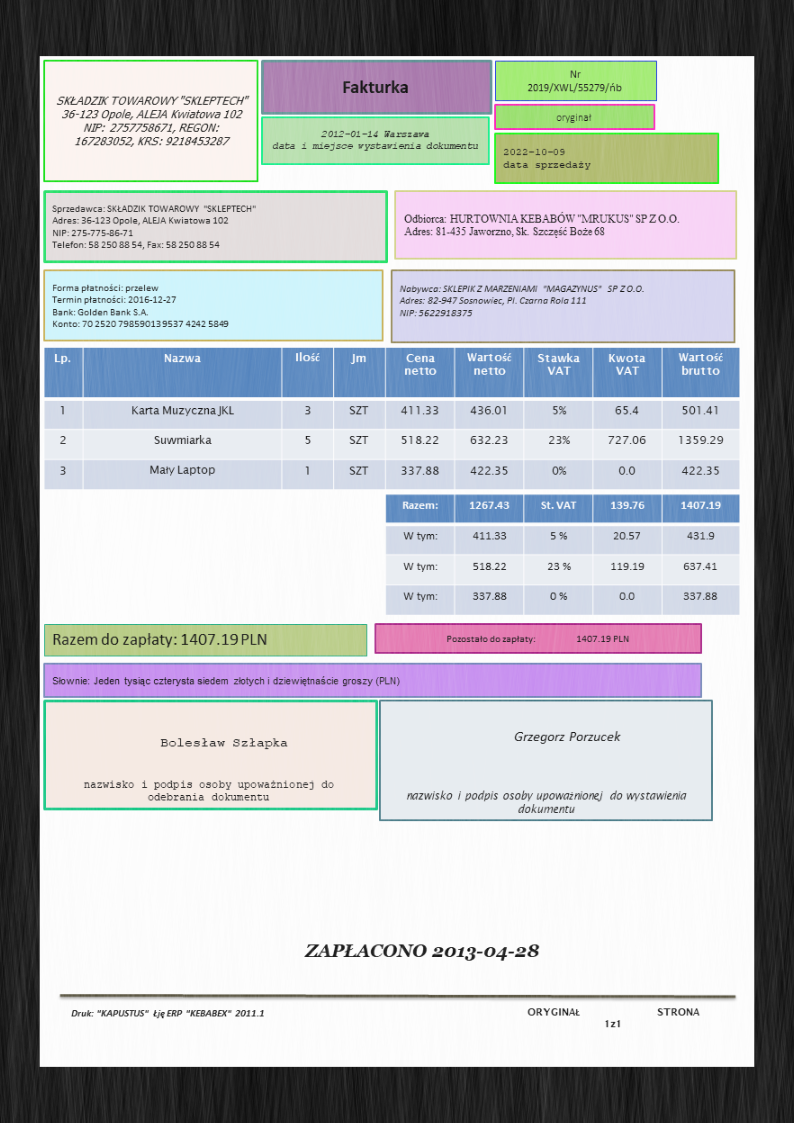 SKŁADZIK TOWAROWY "SKLEPTECH"
36-123 Opole, ALEJA Kwiatowa 102
NIP: 2757758671, REGON:
167283052, KRS: 9218453287
Fakturka
2012-01-14 Warszawa
data i miejsce wystawienia dokumentu
Nr
2019/XWL/55279/ńb
oryginał
2022-10-09
data sprzedaży
Sprzedawca: SKŁADZIK TOWAROWY "SKLEPTECH"
Adres: 36-123 Opole, ALEJA Kwiatowa 102
NIP: 275-775-86-71
Telefon: 58 250 88 54, Fax: 58 250 88 54
Odbiorca: HURTOWNIA KEBABÓW "MRUKUS" SP Z O.O.
Adres: 81-435 Jaworzno, Sk. Szczęść Boże 68
Forma płatności: przelew
Termin płatności: 2016-12-27
Bank: Golden Bank S.A.
Konto: 70 2520 798590139537 4242 5849
Nabywca: SKLEPIK Z MARZENIAMI "MAGAZYNUS" SP Z O.O.
Adres: 82-947 Sosnowiec, Pl. Czarna Rola 111
NIP: 5622918375
Lp. Nazwa Ilość Jm Cena netto Wartość netto Stawka VAT Kwota VAT Wartość brutto
1 Karta Muzyczna JKL 3 SZT 411.33 436.01 5% 65.4 501.41
2 Suwmiarka 5 SZT 518.22 632.23 23% 727.06 1359.29
3 Mały Laptop 1 SZT 337.88 422.35 0% 0.0 422.35
Razem: 1267.43 St. VAT 139.76 1407.19
W tym: 411.33 5 % 20.57 431.9
W tym: 518.22 23 % 119.19 637.41
W tym: 337.88 0 % 0.0 337.88
Razem do zapłaty: 1407.19 PLN
Pozostało do zapłaty: 1407.19 PLN
Słownie: Jeden tysiąc czterysta siedem złotych i dziewiętnaście groszy (PLN)
Bolesław Szłapka
nazwisko i podpis osoby upoważnionej do
odebrania dokumentu
Grzegorz Porzucek
nazwisko i podpis osoby upoważnionej do wystawienia
dokumentu
ZAPŁACONO 2013-04-28
Druk: "KAPUSTUS" Łję ERP "KEBABEX" 2011.1
ORYGINAŁ STRONA
1z1